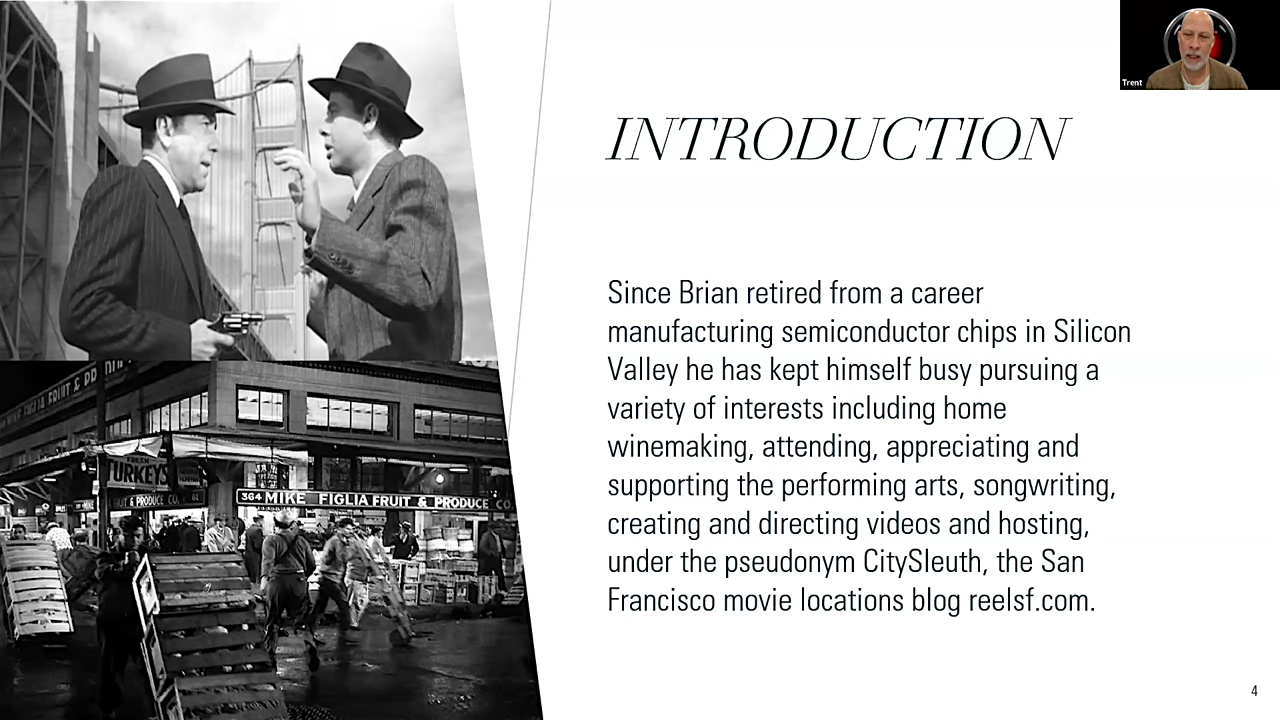 Trent
INTRODUCTION
Since Brian retired from a career
manufacturing semiconductor chips in Silicon
Valley he has kept himself busy pursuing a
variety of interests including home
winemaking, attending, appreciating and
supporting the performing arts, songwriting,
creating and directing videos and hosting,
under the pseudonym CitySleuth, the San
Francisco movie locations blog reelsf.com.
FRUIT &
FRESH
TURKEYS
FRUIT & PRODUCE CO.
364 MIKE FIGLIA FRUIT & PRODUCE CO
4